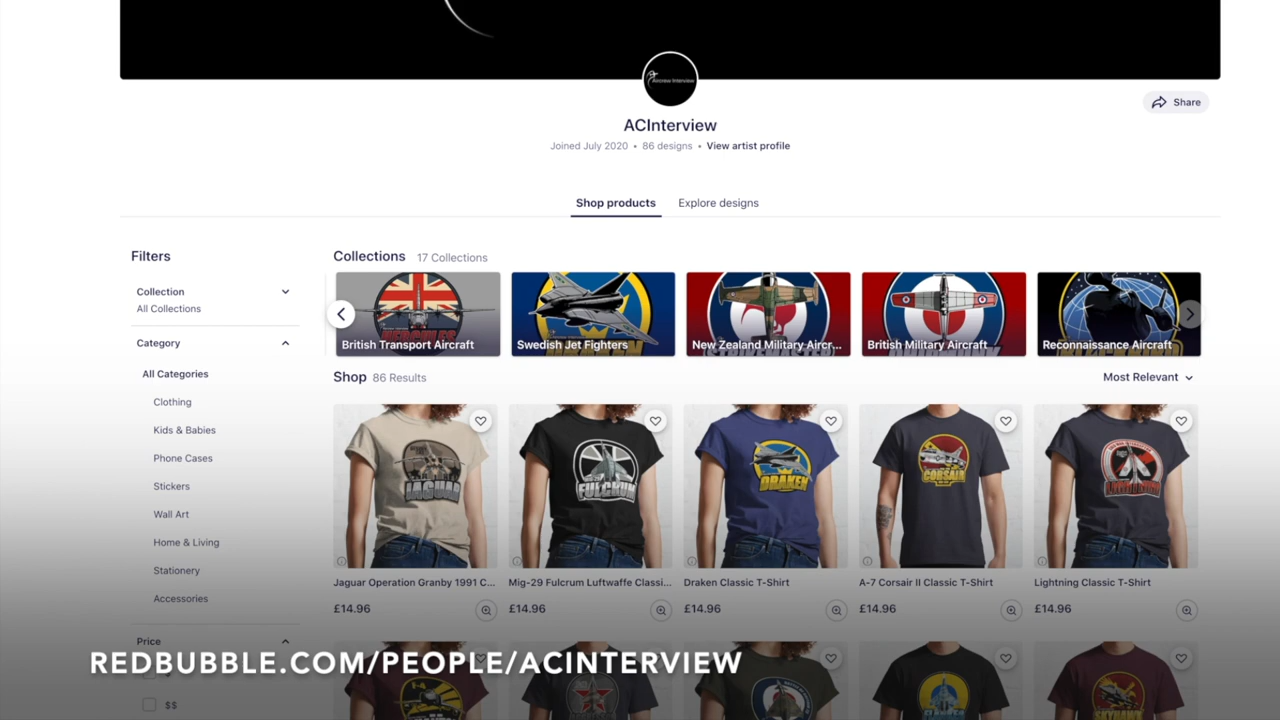 Aircrew Interview
Share
ACInterview
Joined July 2020 • 86 designs • View artist profile
Shop products
Explore designs
Filters
Collections 17 Collections
Collection
All Collections
British Transport Aircraft
Swedish Jet Fighters
New Zealand Military Aircr...
British Military Aircraft
Reconnaissance Aircraft
Category
All Categories
Clothing
Kids & Babies
Phone Cases
Stickers
Wall Art
Home & Living
Stationery
Accessories
Shop 86 Results
Most Relevant
JAGUAR
FULCRUM
DRAKEN
CORSAIR
LIGHTNING
Jaguar Operation Granby 1991 C...
Mig-29 Fulcrum Luftwaffe Classi...
Draken Classic T-Shirt
A-7 Corsair II Classic T-Shirt
Lightning Classic T-Shirt
£14.96
£14.96
£14.96
£14.96
£14.96
Price
REDBUBBLE.COM/PEOPLE/ACINTERVIEW
$$
F-4